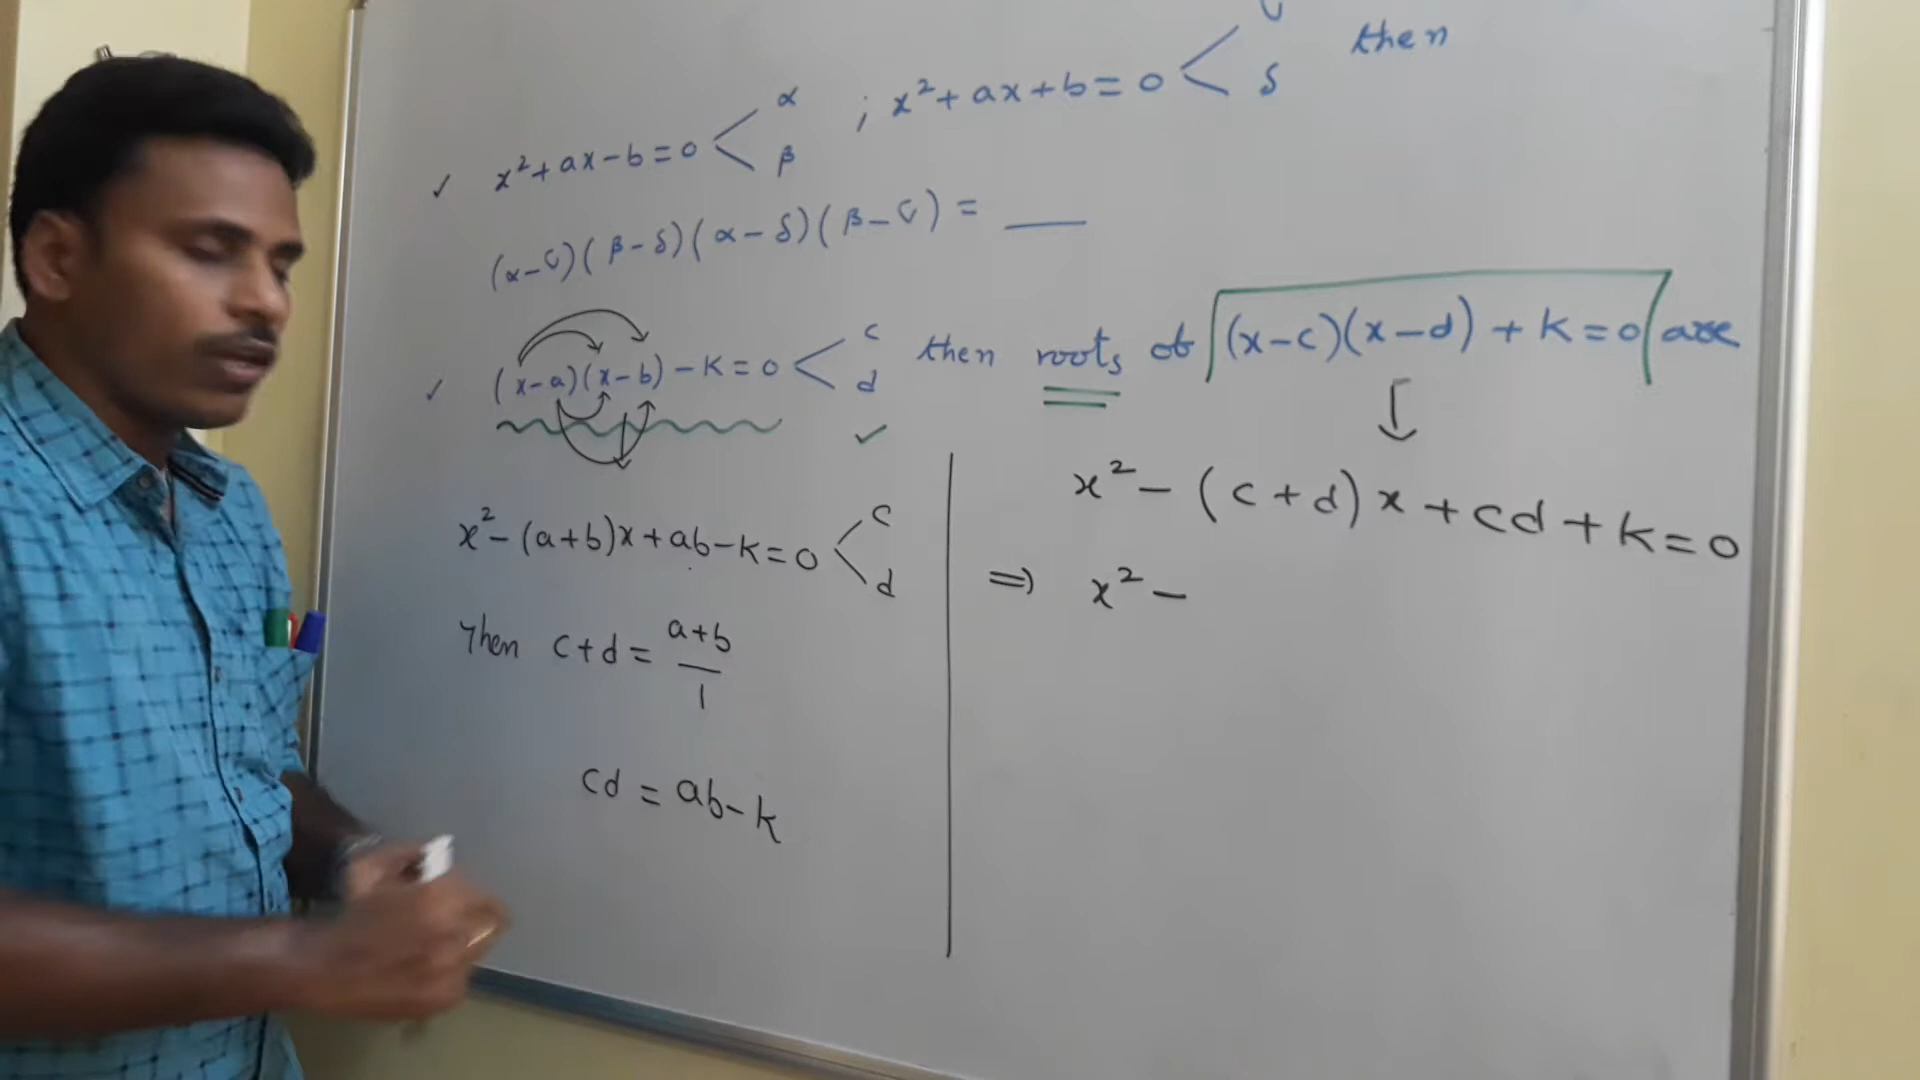 ✓ x²+ax-b=0 < α β ; x²+ax+b=0 < δ then
(α-γ)(β-δ)(α-δ)(β-γ) = ___
✓ (x-a)(x-b)-k=0 < c d then roots of (x-c)(x-d)+k=0 are
✓
x²-(a+b)x+ab-k=0 < c d
Then c+d = a+b/1
cd = ab-k
x²-(c+d)x+cd+k=0
⇒ x²-